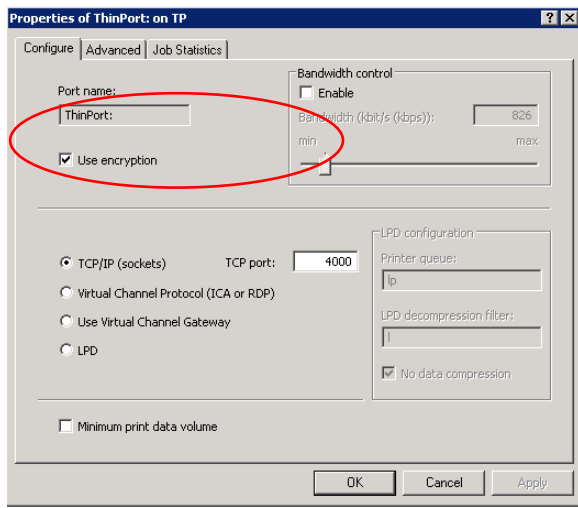 Properties of ThinPort: on TP
Configure Advanced Job Statistics
Port name:
ThinPort:
Use encryption
Bandwidth control
Enable
Bandwidth (kbit/s (kbps)): 826
min max
TCP/IP (sockets) TCP port: 4000
Virtual Channel Protocol (ICA or RDP)
Use Virtual Channel Gateway
LPD
LPD configuration
Printer queue:
lp
LPD decompression filter:
l
No data compression
Minimum print data volume
OK Cancel Apply